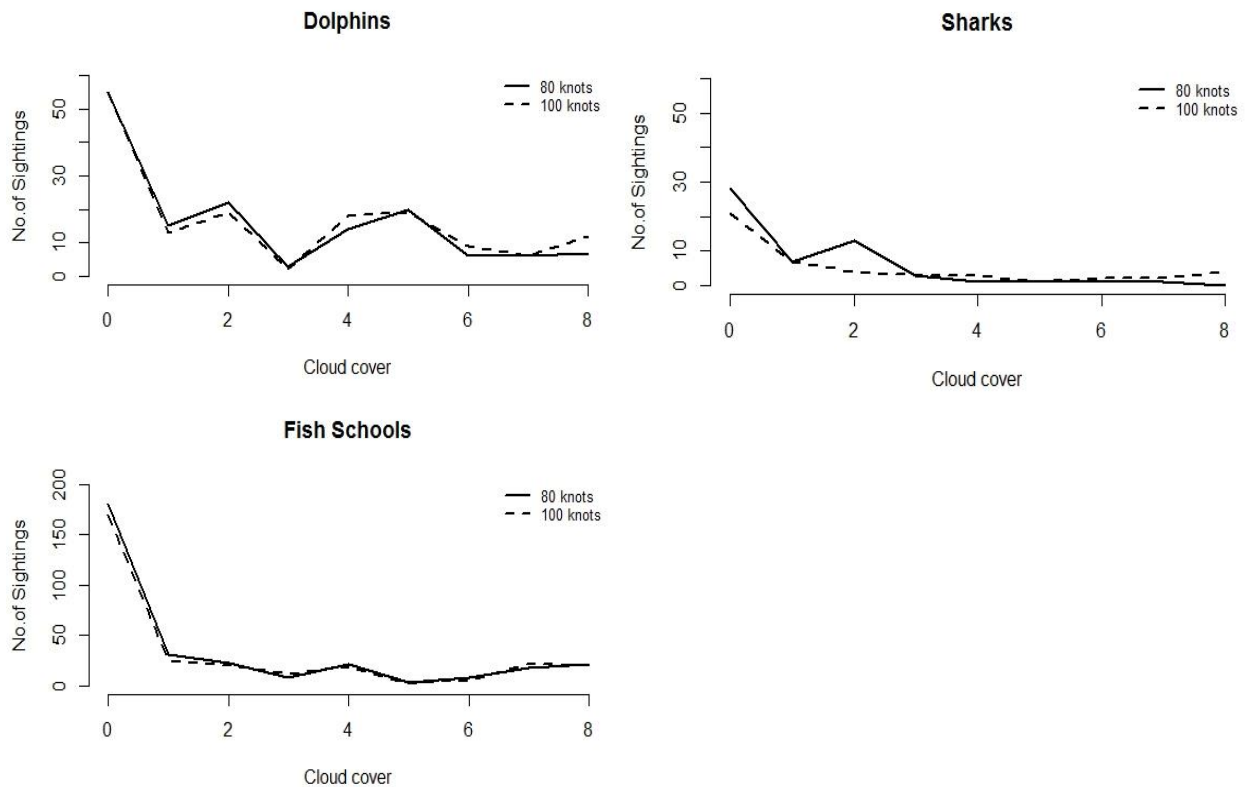 Dolphins
No.of Sightings
50
30
10
0
80 knots
100 knots
0 2 4 6 8
Cloud cover
Sharks
No.of Sightings
50
30
10
0
80 knots
100 knots
0 2 4 6 8
Cloud cover
Fish Schools
No.of Sightings
200
150
100
50
0
80 knots
100 knots
0 2 4 6 8
Cloud cover